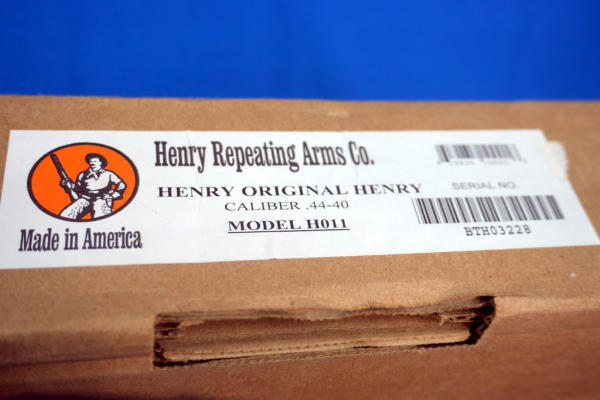 Henry Repeating Arms Co.
HENRY ORIGINAL HENRY
CALIBER .44-40
MODEL H011
Made in America
SERIAL NO.
BTH03228